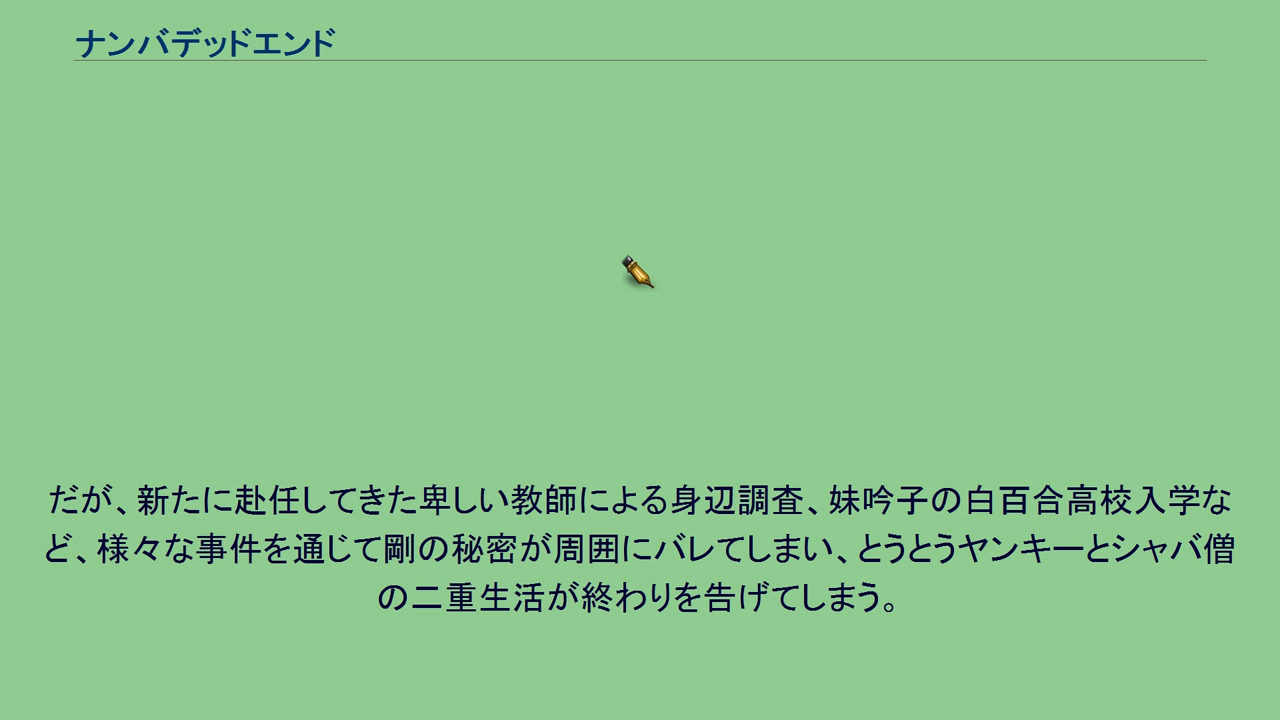 ナンバデッドエンド
だが、新たに赴任してきた卑しい教師による身辺調査、妹吟子の白百合高校入学な
ど、様々な事件を通じて剛の秘密が周囲にバレてしまい、とうとうヤンキーとシャバ僧
の二重生活が終わりを告げてしまう。